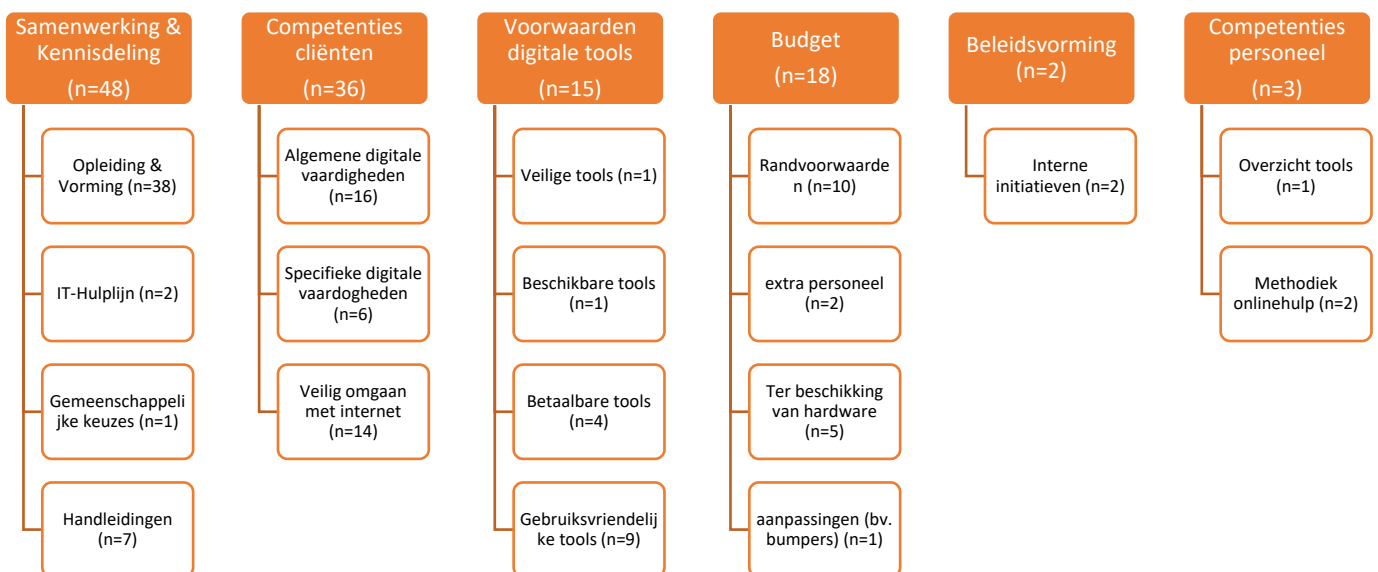 Samenwerking &
Kennisdeling
(n=48)
Opleiding &
Vorming (n=38)
IT-Hulplijn (n=2)
Gemeenschappeli
jke keuzes (n=1)
Handleidingen
(n=7)
Competenties
cliënten
(n=36)
Algemene digitale
vaardigheden
(n=16)
Specifieke digitale
vaardogheden
(n=6)
Veilig omgaan
met internet
(n=14)
Voorwaarden
digitale tools
(n=15)
Veilige tools (n=1)
Beschikbare tools
(n=1)
Betaalbare tools
(n=4)
Gebruiksvriendelij
ke tools (n=9)
Budget
(n=18)
Randvoorwaarde
n (n=10)
extra personeel
(n=2)
Ter beschikking
van hardware
(n=5)
aanpassingen (bv.
bumpers) (n=1)
Beleidsvorming
(n=2)
Interne
initiatieven (n=2)
Competenties
personeel
(n=3)
Overzicht tools
(n=1)
Methodiek
onlinehulp (n=2)